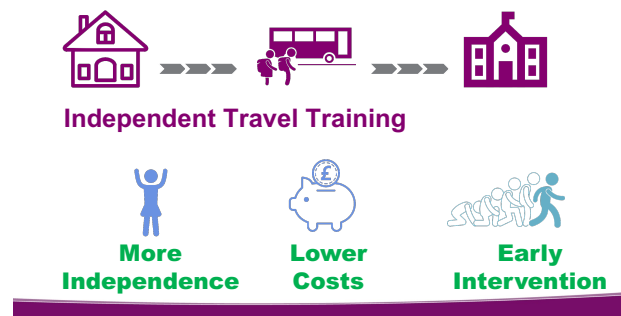 Independent Travel Training
£
More
Independence
Lower
Costs
Early
Intervention